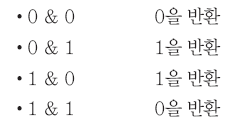 • 0 & 0 0을 반환
• 0 & 1 1을 반환
• 1 & 0 1을 반환
• 1 & 1 0을 반환